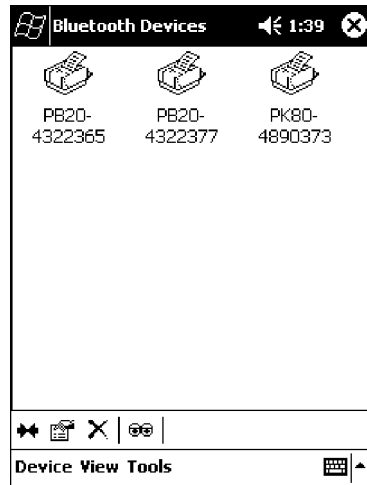 Bluetooth Devices 1:39
PB20- PB20- PK80-
4322365 4322377 4890373
Device View Tools